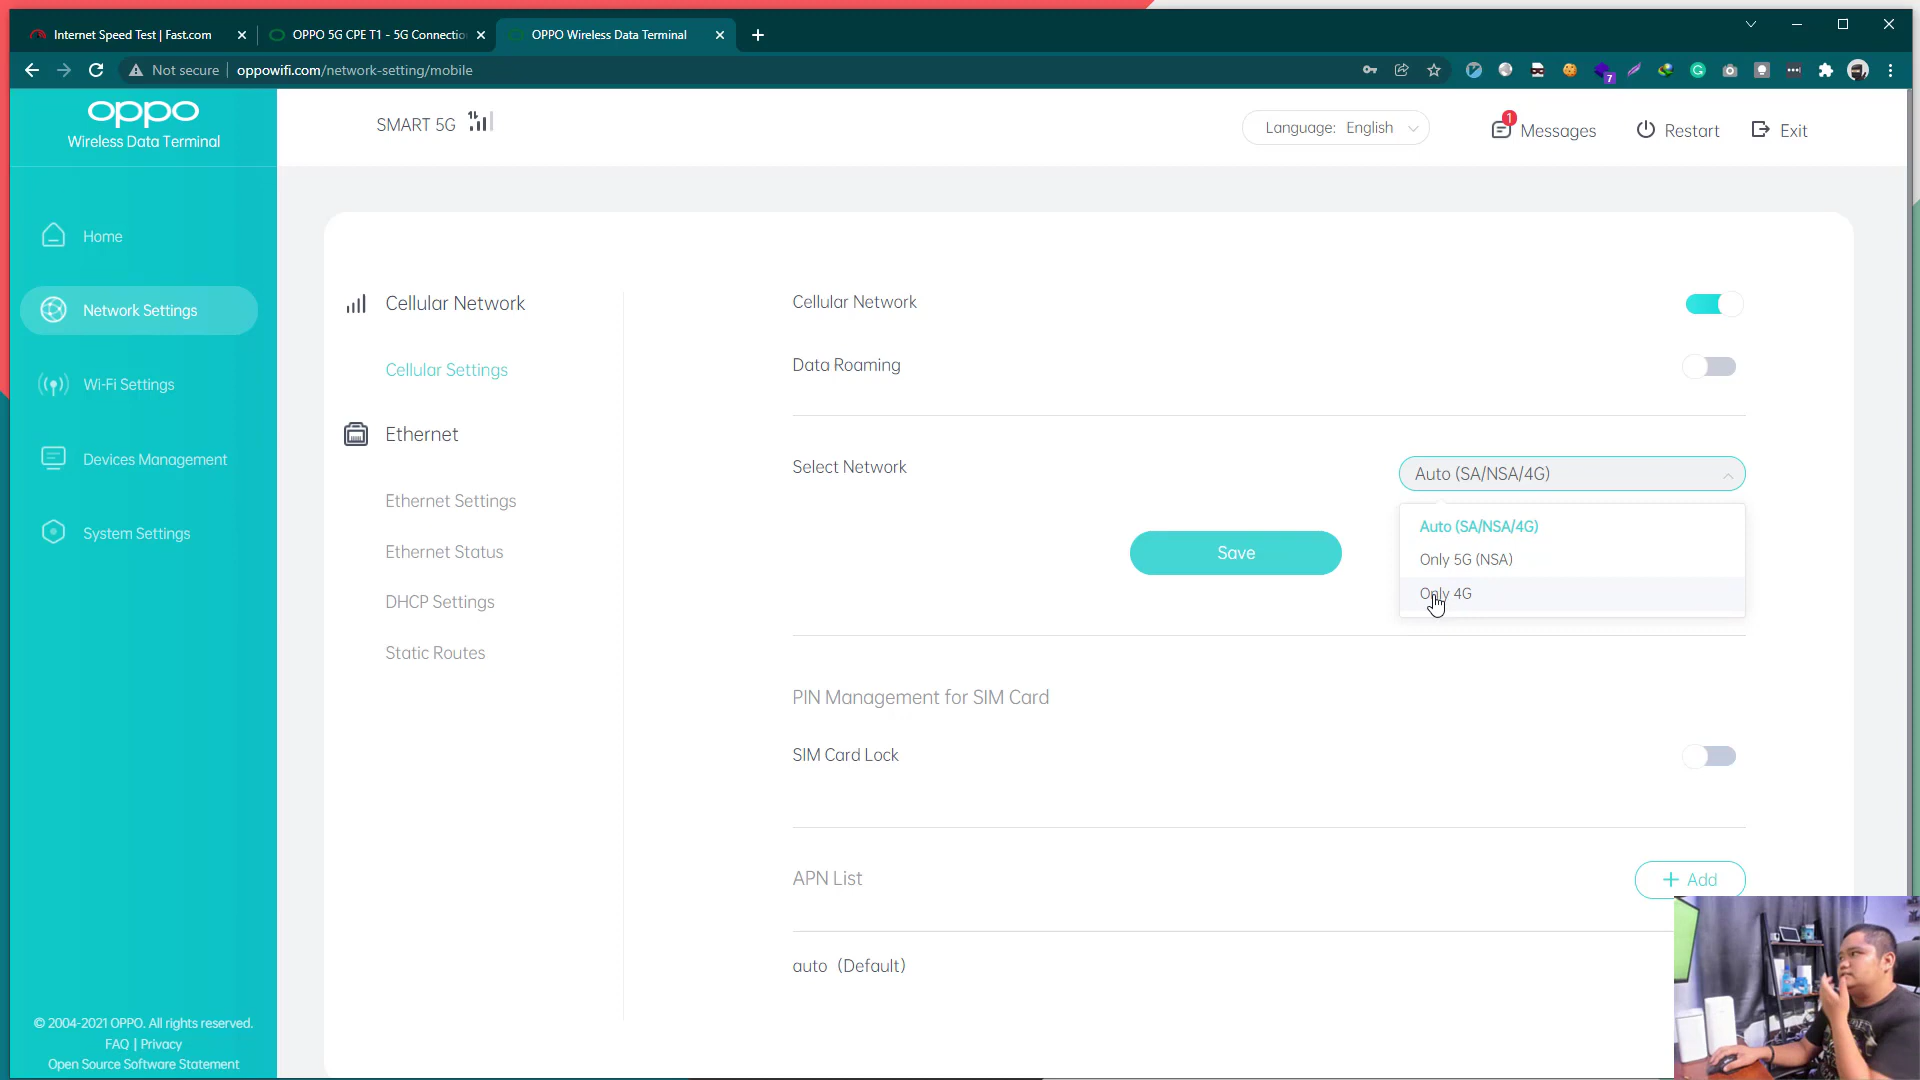 Internet Speed Test | Fast.com
OPPO 5G CPE T1 - 5G Connectio
OPPO Wireless Data Terminal
Not secure
oppowifi.com/network-setting/mobile
7
oppo
Wireless Data Terminal
SMART 5G
Language: English
1
Messages
Restart
Exit
Home
Network Settings
Wi-Fi Settings
Devices Management
System Settings
Cellular Network
Cellular Settings
Ethernet
Ethernet Settings
Ethernet Status
DHCP Settings
Static Routes
Cellular Network
Data Roaming
Select Network
Auto (SA/NSA/4G)
Auto (SA/NSA/4G)
Only 5G (NSA)
Only 4G
Save
PIN Management for SIM Card
SIM Card Lock
APN List
+ Add
auto（Default）
© 2004-2021 OPPO. All rights reserved.
FAQ | Privacy
Open Source Software Statement